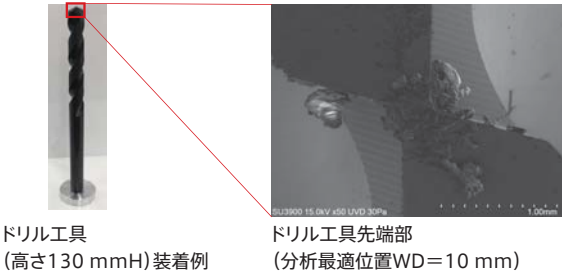 SU3900 15.0kV x50 UVD 30Pa
1.00mm
ドリル工具
(高さ130 mmH)装着例
ドリル工具先端部
(分析最適位置WD=10 mm)